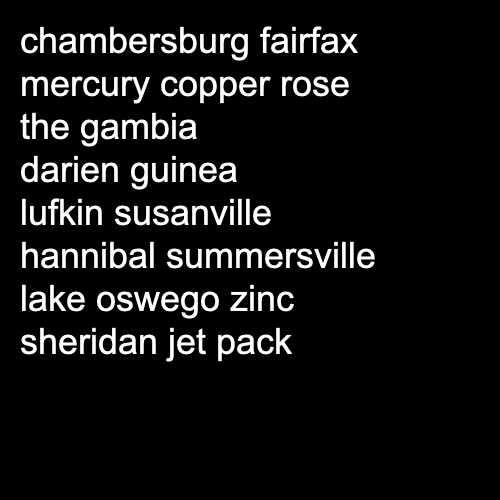 chambersburg fairfax
mercury copper rose
the gambia
darien guinea
lufkin susanville
hannibal summersville
lake oswego zinc
sheridan jet pack